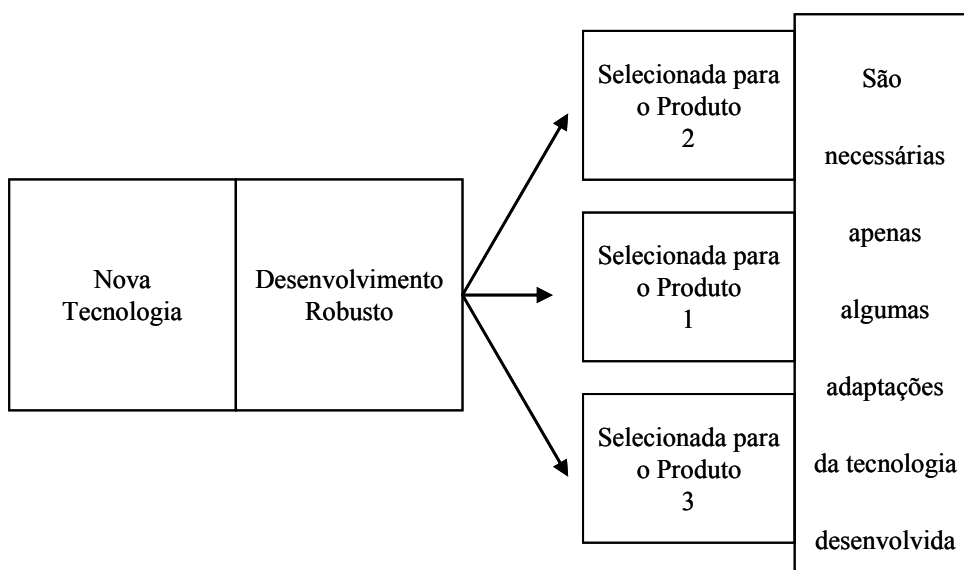 Nova
Tecnologia
Desenvolvimento
Robusto
Selecionada para
o Produto
2
Selecionada para
o Produto
1
Selecionada para
o Produto
3
São
necessárias
apenas
algumas
adaptações
da tecnologia
desenvolvida